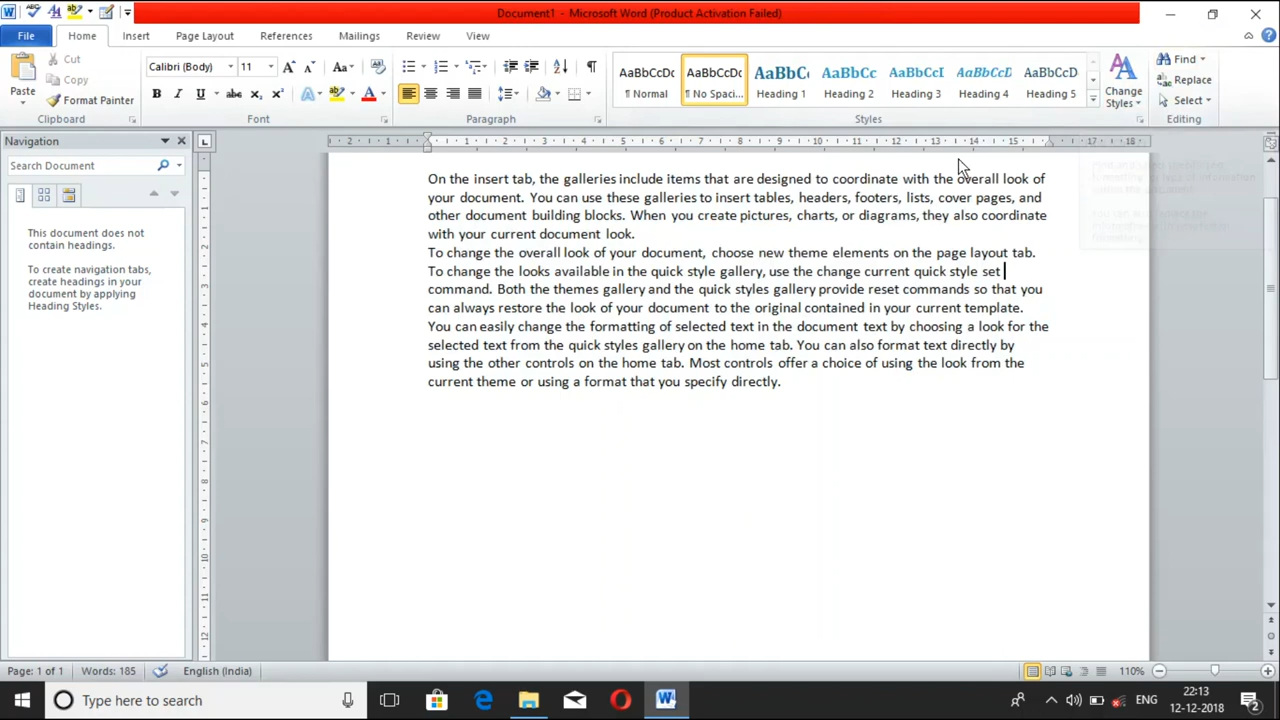 Document1 - Microsoft Word (Product Activation Failed)
File Home Insert Page Layout References Mailings Review View
Paste
Cut
Copy
Format Painter
Clipboard
Calibri (Body) 11
Font
Paragraph
AaBbCcDc AaBbCcDc AaBbC AaBbCc AaBbCcI AaBbCcD AaBbCcD
¶ Normal ¶ No Spaci... Heading 1 Heading 2 Heading 3 Heading 4 Heading 5
Change Styles
Styles
Find
Replace
Select
Editing
Navigation
Search Document
This document does not
contain headings.
To create navigation tabs,
create headings in your
document by applying
Heading Styles.
On the insert tab, the galleries include items that are designed to coordinate with the overall look of
your document. You can use these galleries to insert tables, headers, footers, lists, cover pages, and
other document building blocks. When you create pictures, charts, or diagrams, they also coordinate
with your current document look.
To change the overall look of your document, choose new theme elements on the page layout tab.
To change the looks available in the quick style gallery, use the change current quick style set
command. Both the themes gallery and the quick styles gallery provide reset commands so that you
can always restore the look of your document to the original contained in your current template.
You can easily change the formatting of selected text in the document text by choosing a look for the
selected text from the quick styles gallery on the home tab. You can also format text directly by
using the other controls on the home tab. Most controls offer a choice of using the look from the
current theme or using a format that you specify directly.
Page: 1 of 1 Words: 185 English (India) 110%
Type here to search
ENG
22:13
12-12-2018
2